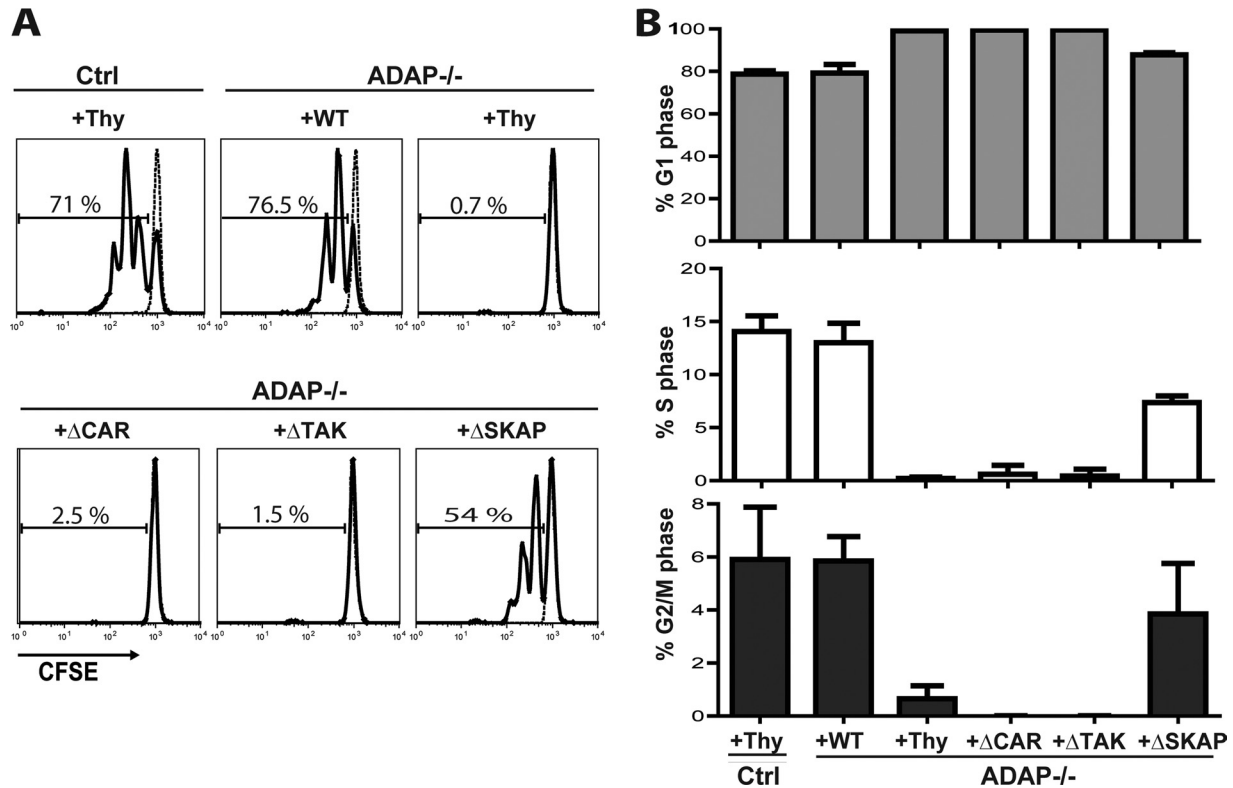 A
Ctrl
ADAP-/-
+Thy
+WT
+Thy
71 %
76.5 %
0.7 %
10⁰ 10¹ 10² 10³ 10⁴
10⁰ 10¹ 10² 10³ 10⁴
10⁰ 10¹ 10² 10³ 10⁴
ADAP-/-
+ΔCAR
+ΔTAK
+ΔSKAP
2.5 %
1.5 %
54 %
10⁰ 10¹ 10² 10³ 10⁴
10⁰ 10¹ 10² 10³ 10⁴
10⁰ 10¹ 10² 10³ 10⁴
CFSE
B
% G1 phase
100
80
60
40
20
0
% S phase
20
15
10
5
0
% G2/M phase
8
6
4
2
0
+Thy +WT +Thy +ΔCAR +ΔTAK +ΔSKAP
Ctrl ADAP-/-